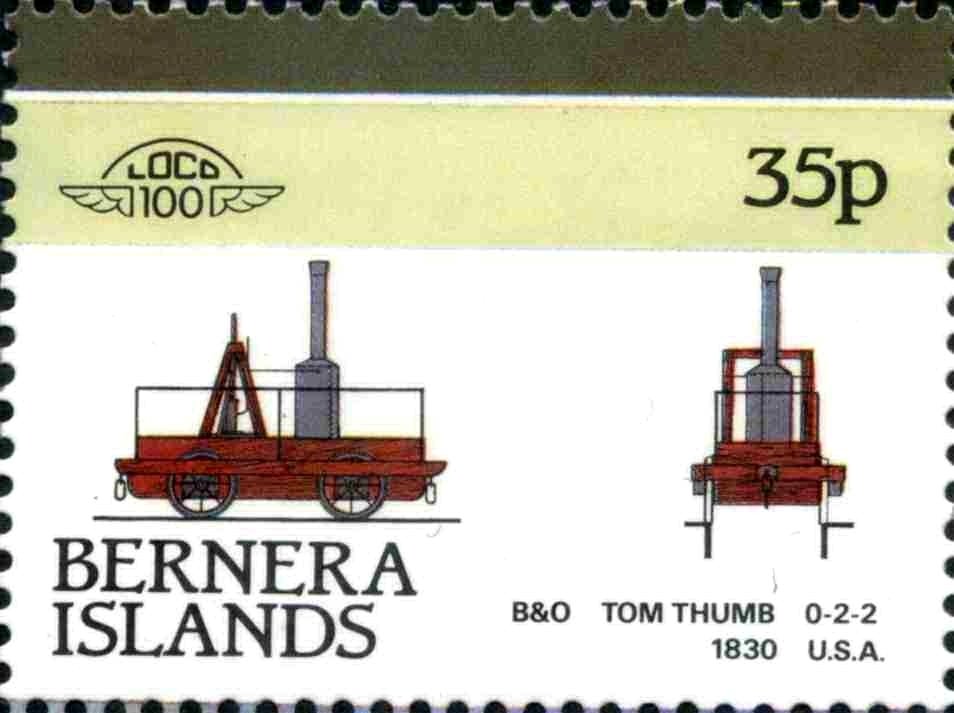 LOCO
100
35p
BERNERA
ISLANDS
B&O TOM THUMB 0-2-2
1830 U.S.A.